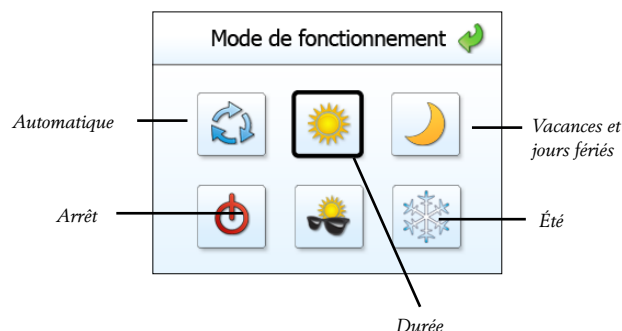 Mode de fonctionnement
Automatique
Vacances et
jours fériés
Arrêt
Été
Durée